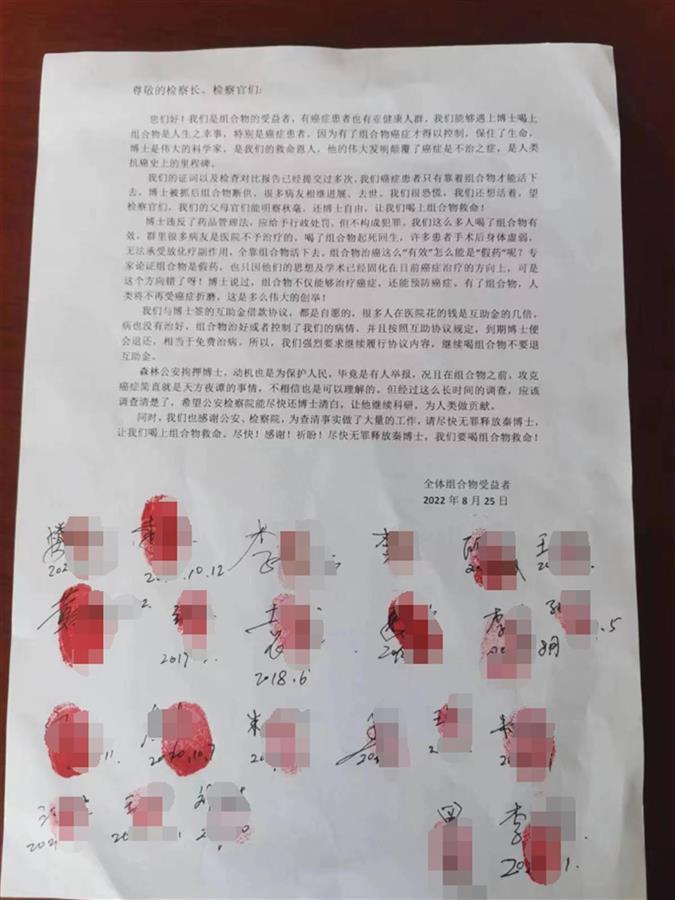 尊敬的检察长、检察官们：
您们好！我们是组合物的受益者，有癌症患者也有亚健康人群。我们能够遇上博士喝上
组合物是人生之幸事，特别是癌症患者，因为有了组合物癌症才得以控制，保住了生命，
博士是伟大的科学家，是我们的救命恩人，他的伟大发明颠覆了癌症是不治之症，是人类
抗癌史上的里程碑。
我们的证词以及检查对比报告已经提交过多次，我们癌症患者只有靠着组合物才能活下
去，博士被抓后组合物断供，很多病友相继进展、去世。我们很恐慌，我们还想活着，望
检察官们，我们的父母官们能明察秋毫，还博士自由，让我们喝上组合物救命！
博士违反了药品管理法，应给予行政处罚，但不构成犯罪，我们这么多人喝了组合物有
效，群里很多病友是医院不予治疗的，喝了组合物起死回生，许多患者手术后身体虚弱，
无法承受放化疗副作用，全靠组合物活下去。组合物治癌这么“有效”怎么能是“假药”呢？专
家论证组合物是假药，也只因他们的思想及学术已经固化在目前癌症治疗的方向上，可是
这个方向错了呀！博士说过，组合物不仅能够治疗癌症，还能预防癌症。有了组合物，人
类将不再受癌症折磨，这是多么伟大的创举！
我们与博士签的互助金借款协议，都是自愿的，很多人在医院花的钱是互助金的几倍，
病也没有治好，组合物治好或者控制了我们的病情，并且按照互助协议规定，到期博士便
会退还，相当于免费治病。所以，我们强烈要求继续履行协议内容，继续喝组合物不要退
互助金。
森林公安拘押博士，动机也是为保护人民，毕竟是有人举报，况且在组合物之前，攻克
癌症简直就是天方夜谭的事情，不相信也是可以理解的。但经过这么长时间的调查，应该
调查清楚了，希望公安检察院能尽快还博士清白，让他继续科研，为人类做贡献。
同时，我们也感谢公安、检察院，为查清事实做了大量的工作，请尽快无罪释放秦博士，
让我们喝上组合物救命。尽快！感谢！祈盼！尽快无罪释放秦博士，我们要喝组合物救命！
全体组合物受益者
2022 年 8 月 25 日
李 王
10.12
2019
2018.6
李